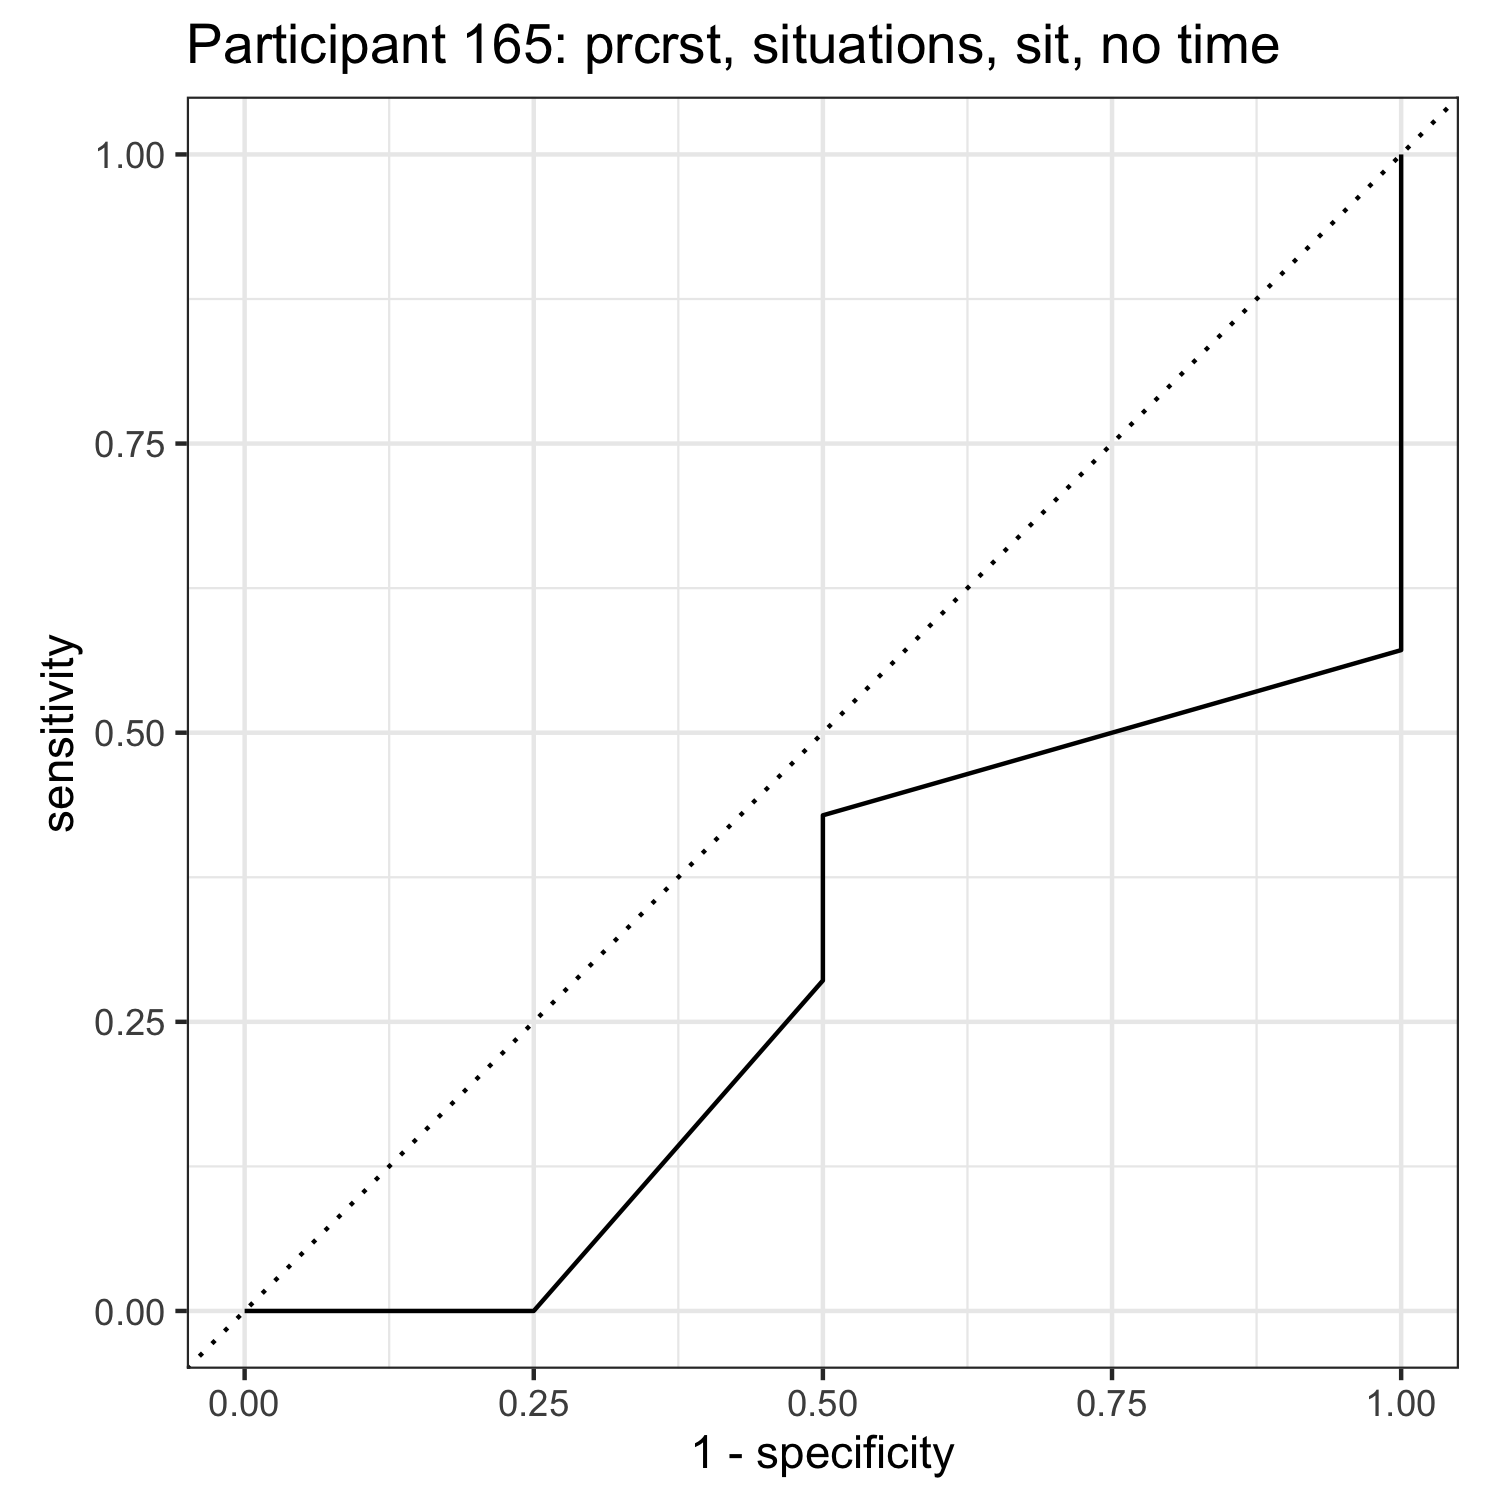 Participant 165: prcrst, situations, sit, no time
1.00
0.75
0.50
0.25
0.00
sensitivity
0.00 0.25 0.50 0.75 1.00
1 - specificity